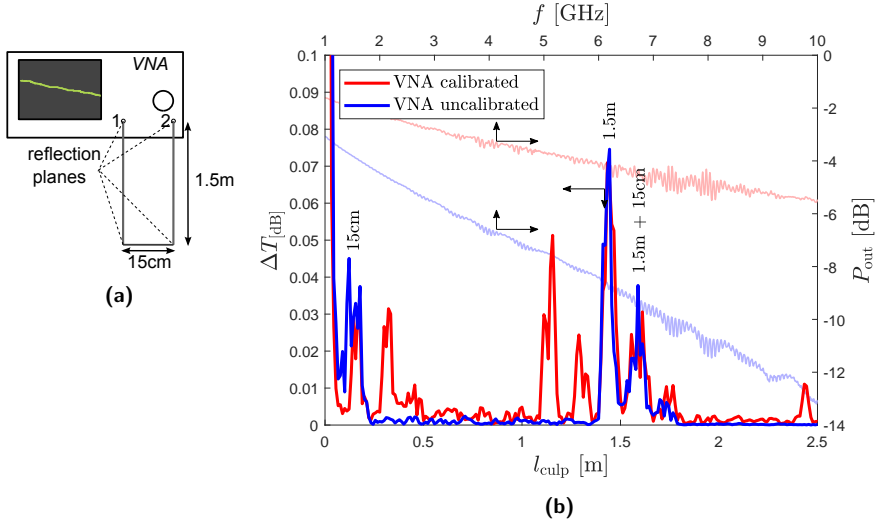 VNA
1
2
reflection
planes
1.5m
15cm
(a)
f [GHz]
1 2 3 4 5 6 7 8 9 10
0.1
0.09
0.08
0.07
0.06
0.05
0.04
0.03
0.02
0.01
0
ΔT[dB]
VNA calibrated
VNA uncalibrated
15cm
1.5m
1.5m + 15cm
0
-2
-4
-6
-8
-10
-12
-14
Pout [dB]
0 0.5 1 1.5 2 2.5
lculp [m]
(b)